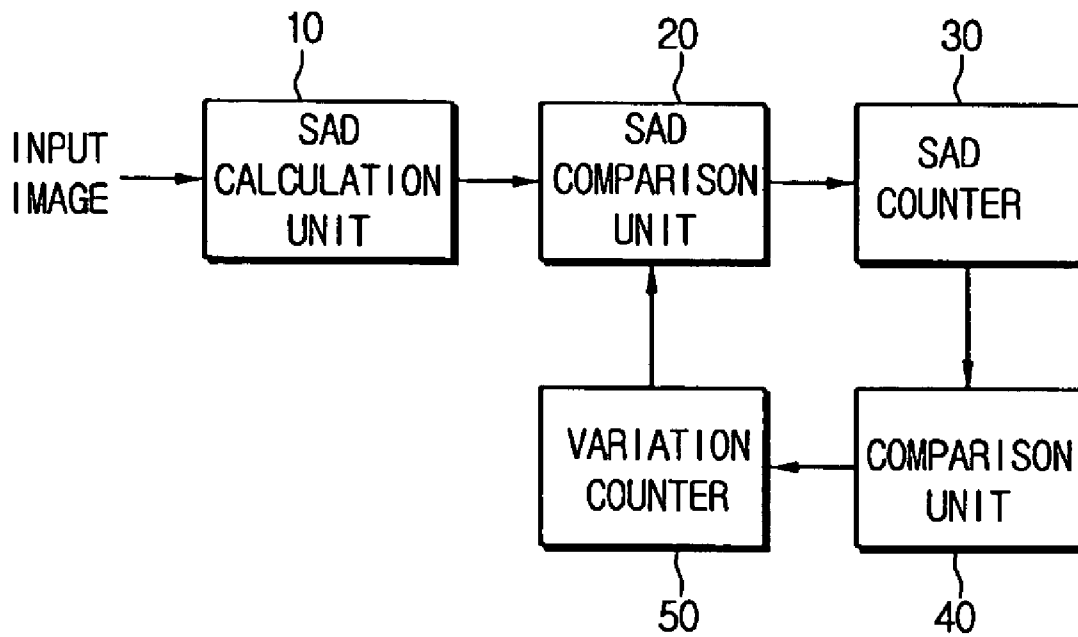 10
20
30
INPUT
IMAGE
SAD
CALCULATION
UNIT
SAD
COMPARISON
UNIT
SAD
COUNTER
VARIATION
COUNTER
COMPARISON
UNIT
50
40